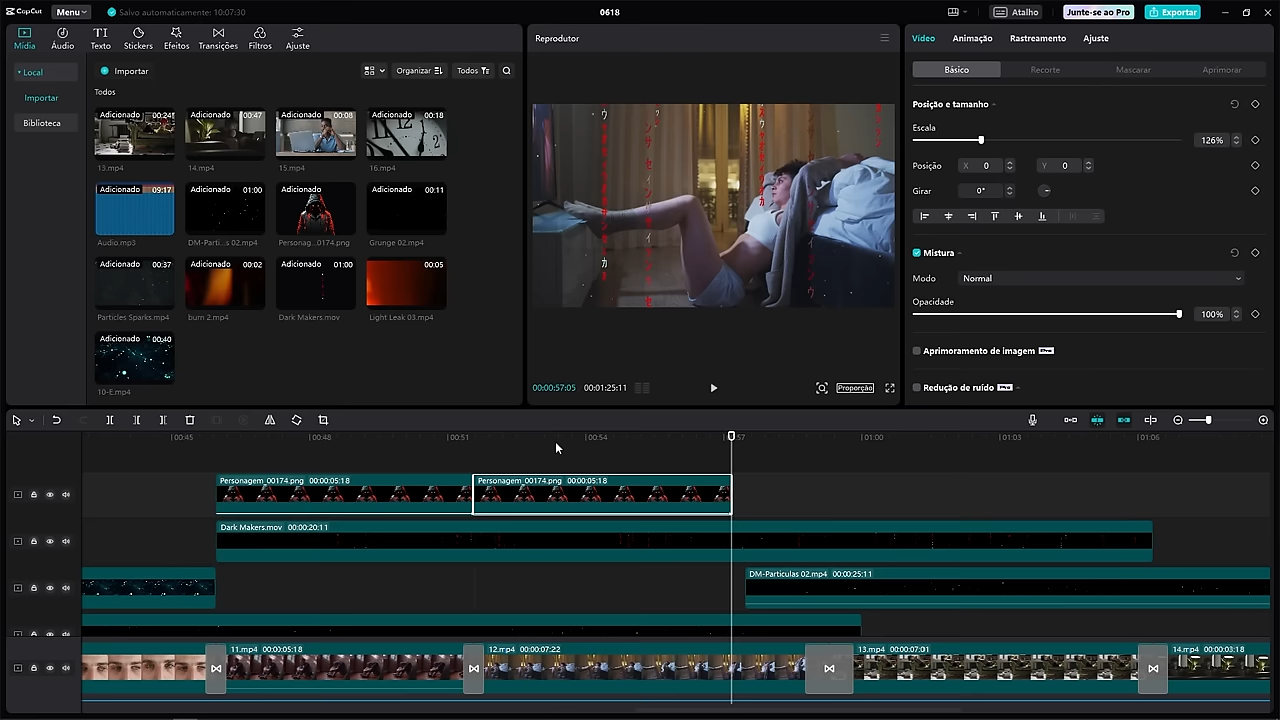 CapCut
Menu
Salvo automaticamente: 10:07:30
0618
Atalho
Junte-se ao Pro
Exportar
Mídia
Áudio
Texto
Stickers
Efeitos
Transições
Filtros
Ajuste
Local
Importar
Biblioteca
Importar
Organizar
Todos
Todos
Adicionado 00:24
Adicionado 00:47
Adicionado 00:08
Adicionado 00:18
13.mp4
14.mp4
15.mp4
16.mp4
Adicionado 09:17
Adicionado 01:00
Adicionado
Adicionado 00:11
Audio.mp3
DM-Parti...s 02.mp4
Personag...0174.png
Grunge 02.mp4
Adicionado 00:37
Adicionado 00:02
Adicionado 01:00
00:05
Particles Sparks.mp4
burn 2.mp4
Dark Makers.mov
Light Leak 03.mp4
Adicionado 00:40
10-E.mp4
Reprodutor
00:00:57:05
00:01:25:11
Proporção
Vídeo
Animação
Rastreamento
Ajuste
Básico
Recorte
Mascarar
Aprimorar
Posição e tamanho
Escala
126%
Posição
X 0
Y 0
Girar
0°
Mistura
Modo
Normal
Opacidade
100%
Aprimoramento de imagem Pro
Redução de ruído Pro
00:45
00:48
00:51
00:54
57
01:00
01:03
01:06
Personagem_00174.png 00:00:05:18
Personagem_00174.png 00:00:05:18
Dark Makers.mov 00:00:20:11
DM-Particulas 02.mp4 00:00:25:11
11.mp4 00:00:05:18
12.mp4 00:00:07:22
13.mp4 00:00:07:01
14.mp4 00:00:03:18